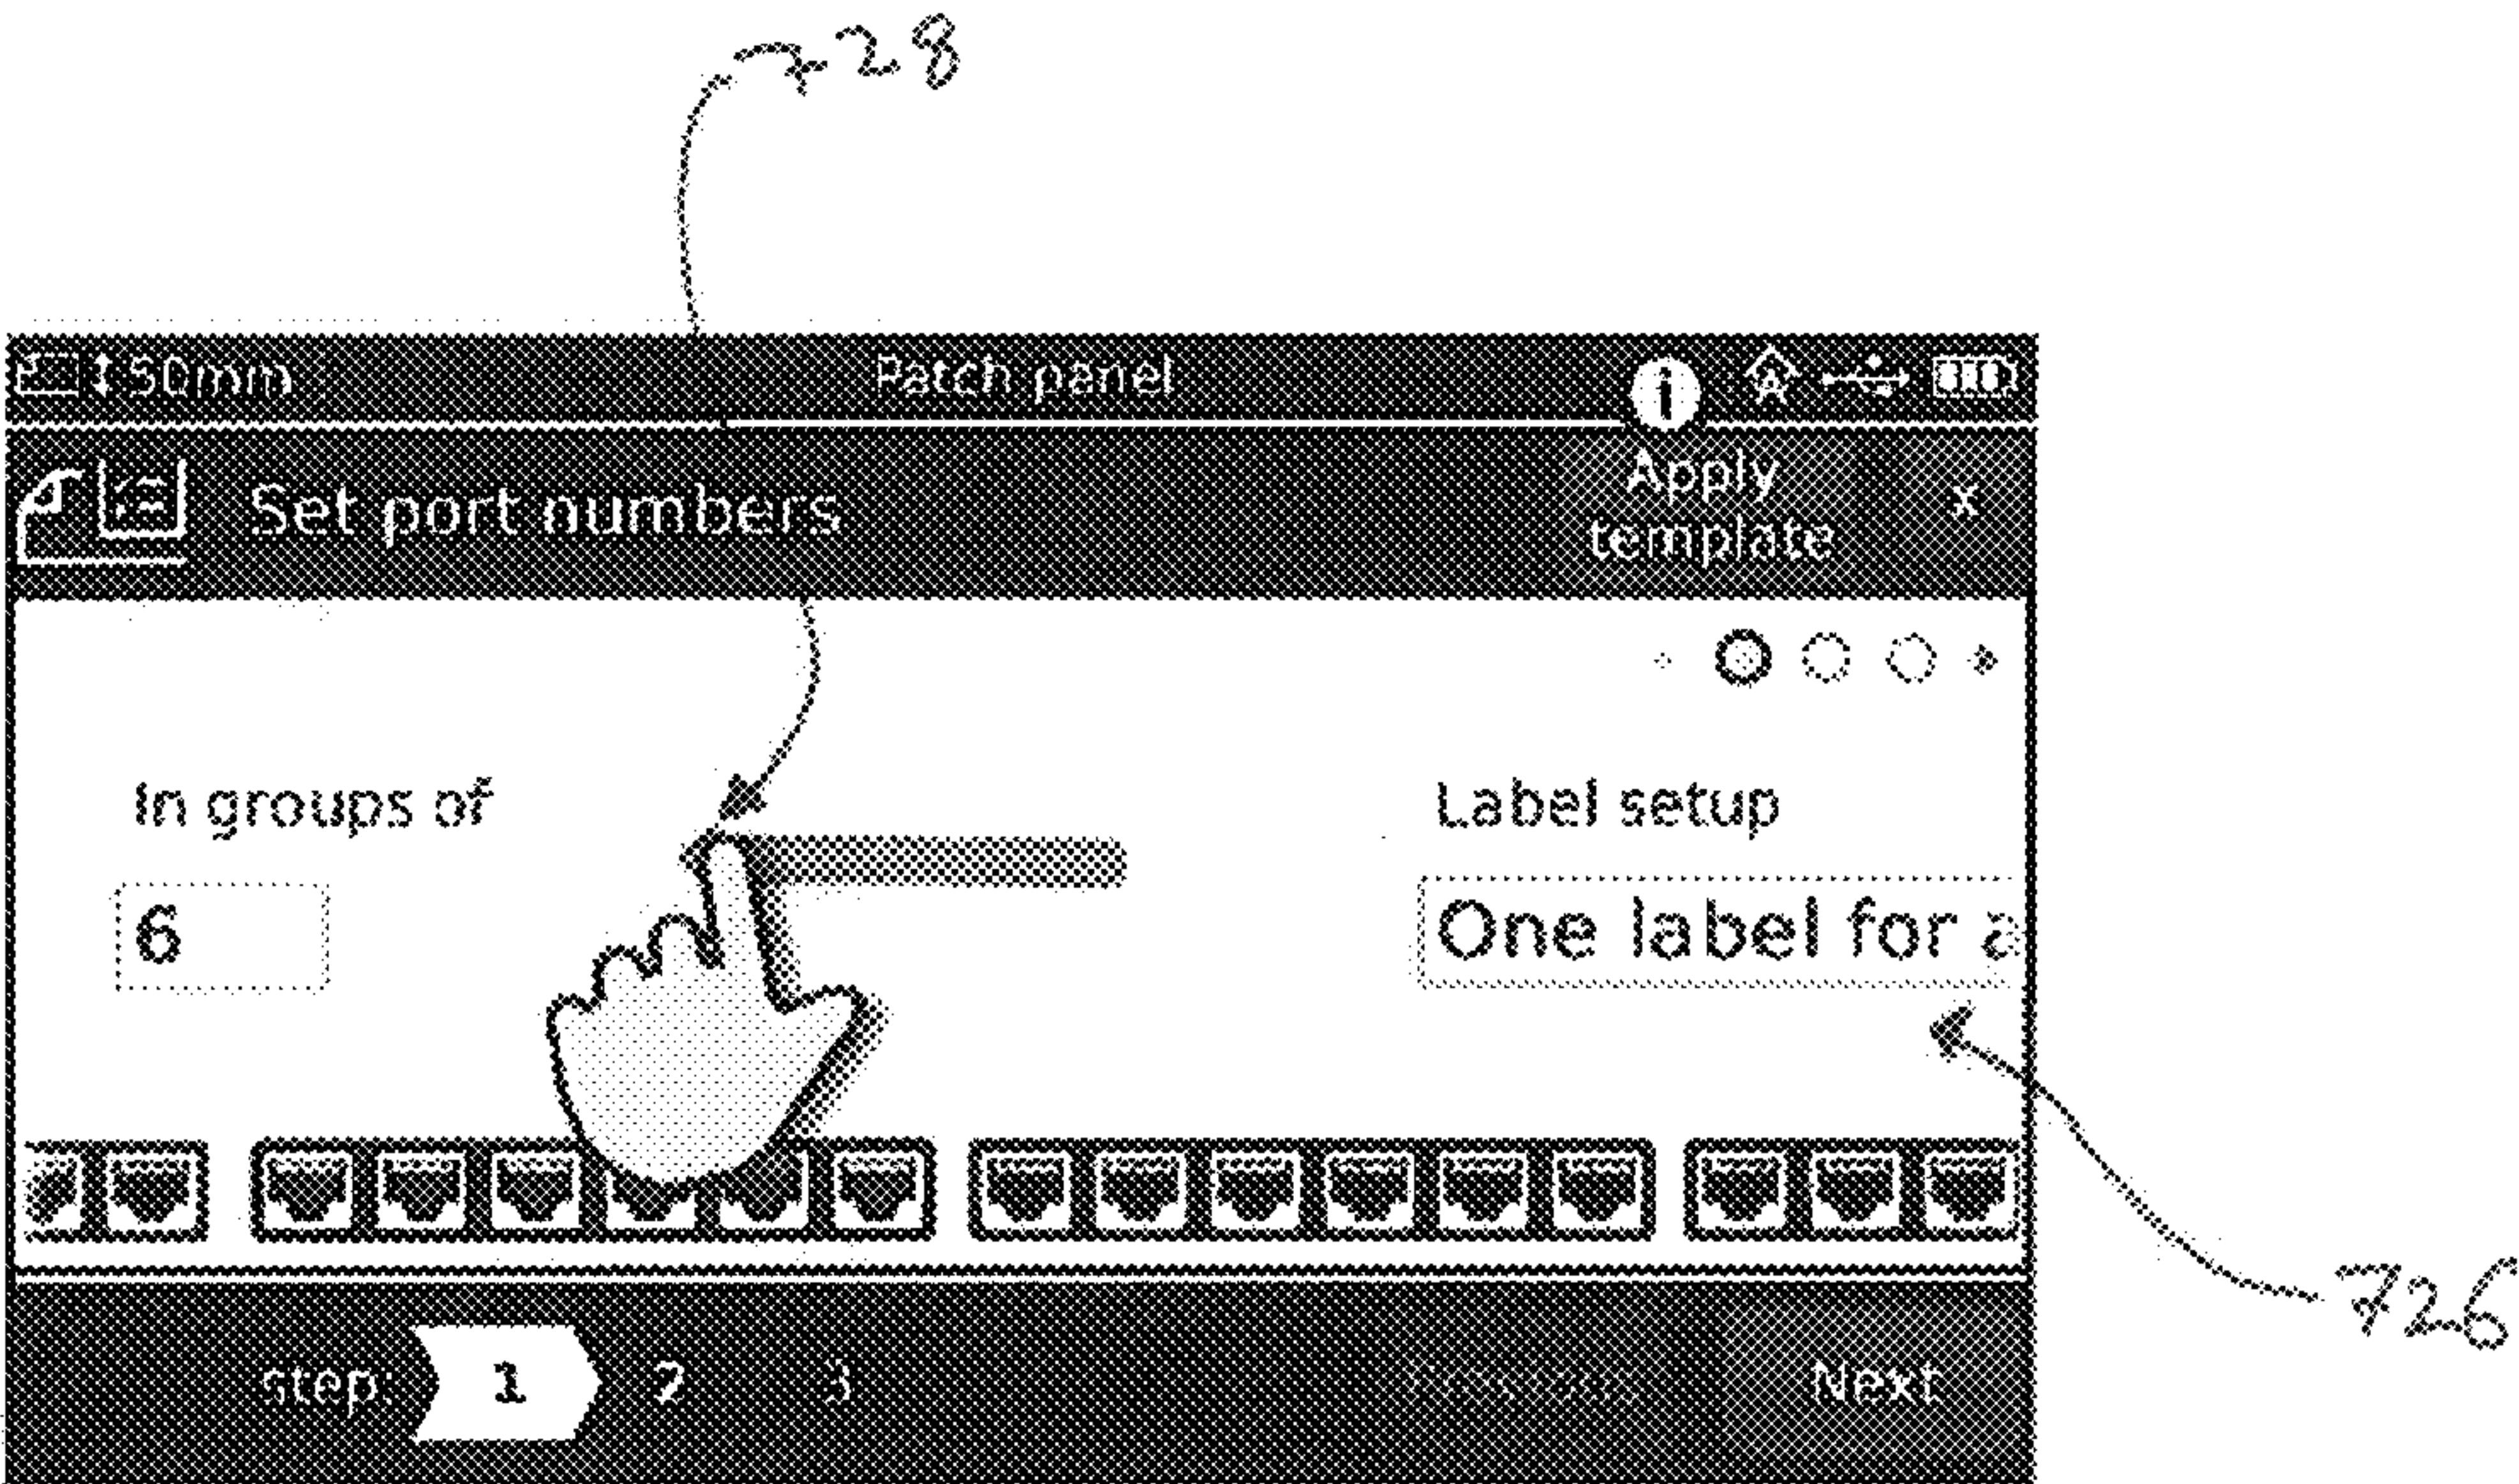 728
50mm
Patch panel
i
Set port numbers
Apply
template
x
In groups of
Label setup
6
One label for a
726
step: 1 2 3
Next